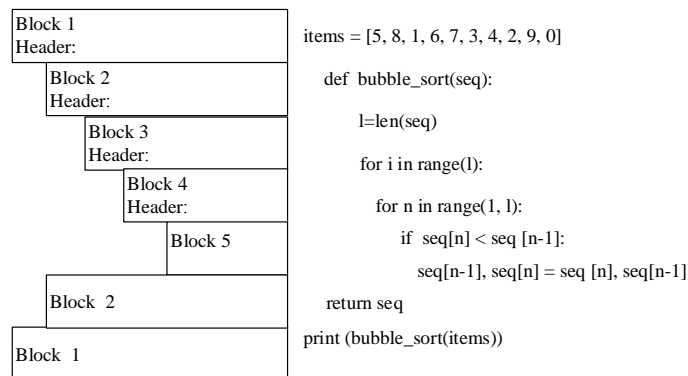 Block 1
Header:
items = [5, 8, 1, 6, 7, 3, 4, 2, 9, 0]
Block 2
Header:
def bubble_sort(seq):
l=len(seq)
Block 3
Header:
for i in range(l):
Block 4
Header:
for n in range(1, l):
Block 5
if seq[n] < seq [n-1]:
seq[n-1], seq[n] = seq [n], seq[n-1]
Block 2
return seq
print (bubble_sort(items))
Block 1